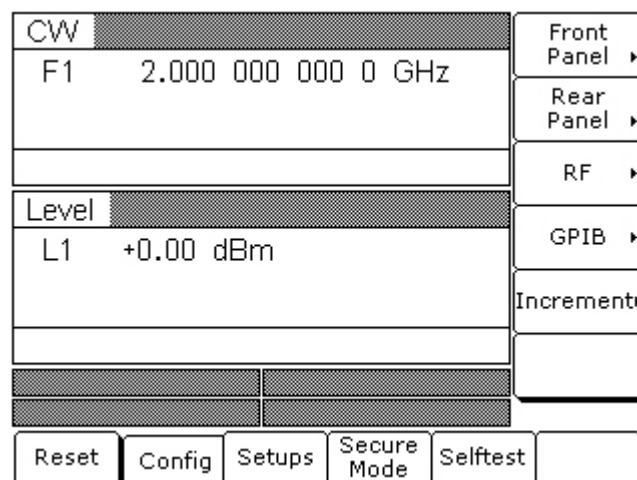 CW
F1 2.000 000 000 0 GHz
Level
L1 +0.00 dBm
Front
Panel
Rear
Panel
RF
GPIB
Increment
Reset
Config
Setups
Secure
Mode
Selftest